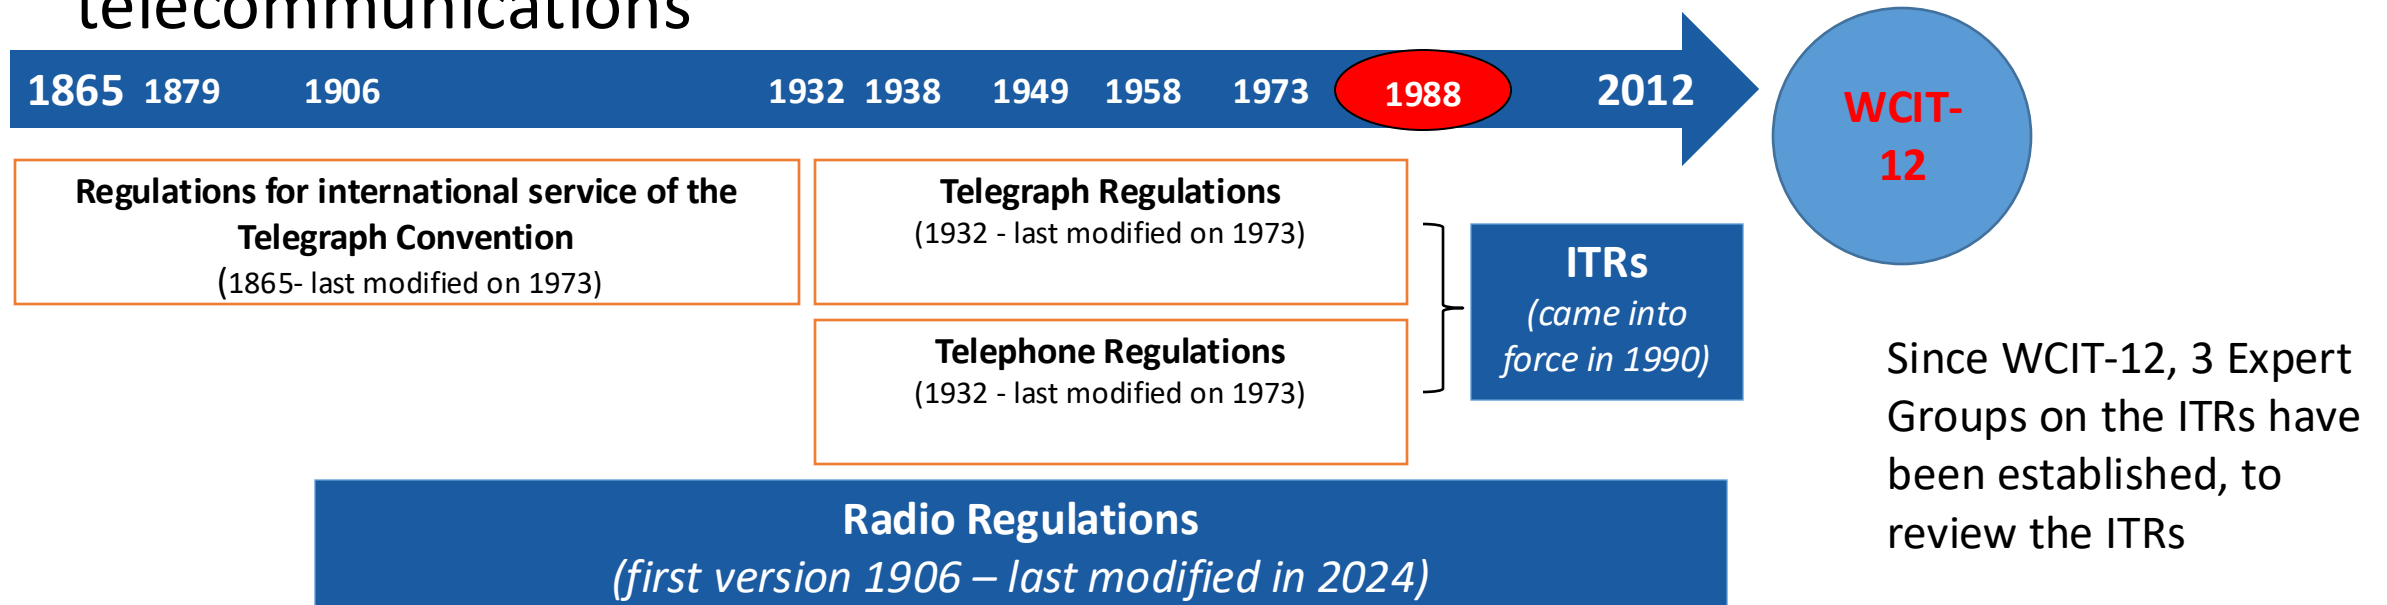 telecommunications
1865 1879 1906 1932 1938 1949 1958 1973 1988 2012
WCIT-
12
Regulations for international service of the
Telegraph Convention
(1865- last modified on 1973)
Telegraph Regulations
(1932 - last modified on 1973)
Telephone Regulations
(1932 - last modified on 1973)
ITRs
(came into
force in 1990)
Since WCIT-12, 3 Expert
Groups on the ITRs have
been established, to
review the ITRs
Radio Regulations
(first version 1906 – last modified in 2024)